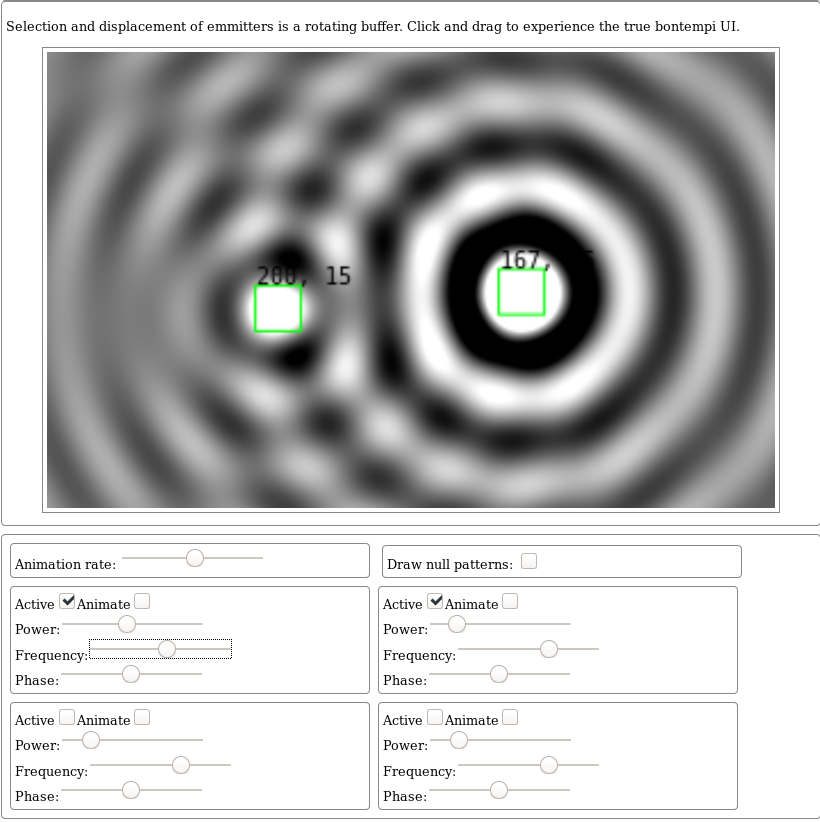 Selection and displacement of emmitters is a rotating buffer. Click and drag to experience the true bontempi UI.
167,
200, 15
Animation rate:
Draw null patterns:
Active Animate
Power:
Frequency:
Phase:
Active Animate
Power:
Frequency:
Phase:
Active Animate
Power:
Frequency:
Phase:
Active Animate
Power:
Frequency:
Phase: